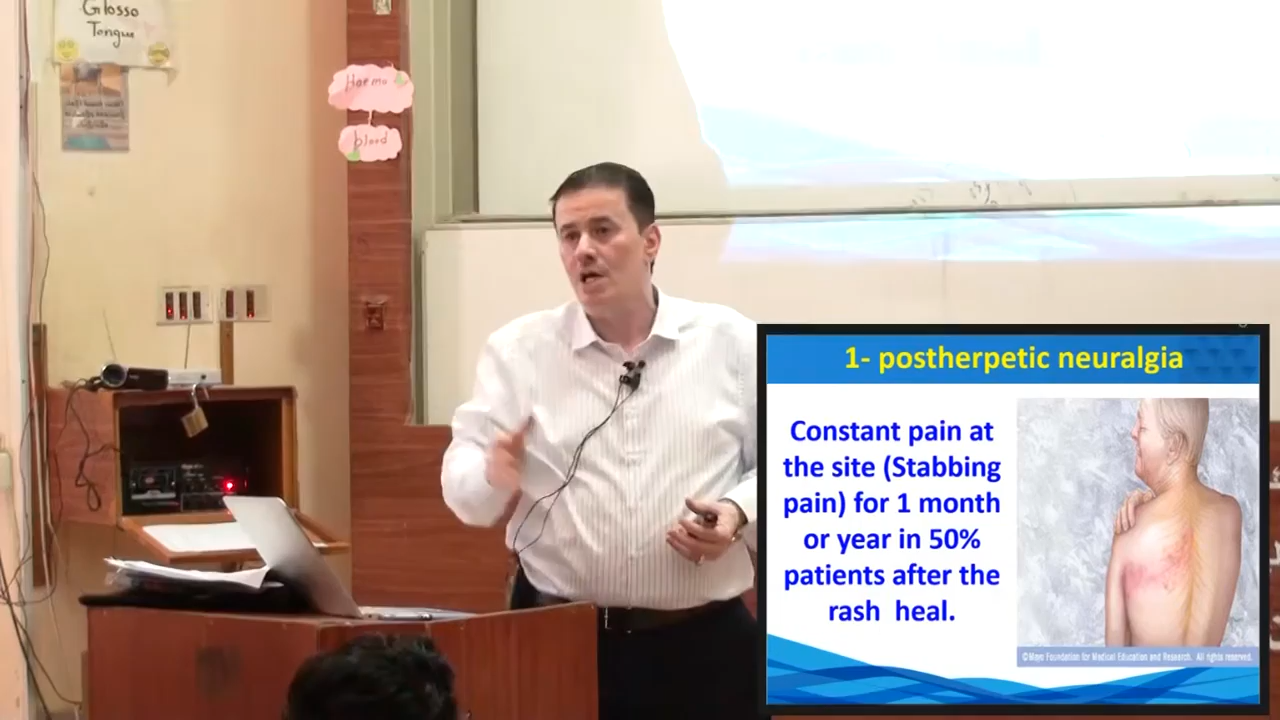 Glosso
Tongue
Haemo
blood
1- postherpetic neuralgia
Constant pain at
the site (Stabbing
pain) for 1 month
or year in 50%
patients after the
rash heal.
©Mayo Foundation for Medical Education and Research. All rights reserved.